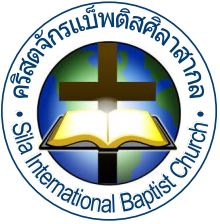 คริสตจักรแบ๊พติสศิลาสากล
• Sila International Baptist Church •